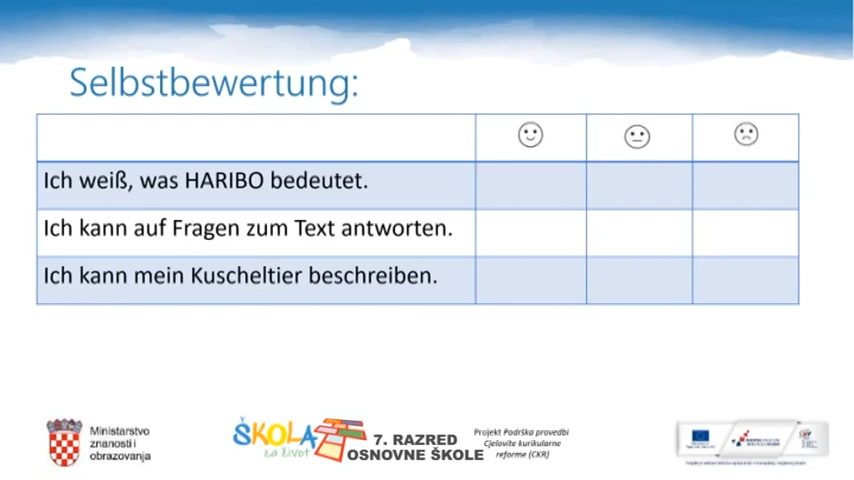 Selbstbewertung:
Ich weiß, was HARIBO bedeutet.
Ich kann auf Fragen zum Text antworten.
Ich kann mein Kuscheltier beschreiben.
Ministarstvo
znanosti i
obrazovanja
ŠKOLA
za život
7. RAZRED
OSNOVNE ŠKOLE
Projekt Podrška provedbi
Cjelovite kurikularne
reforme (CKR)